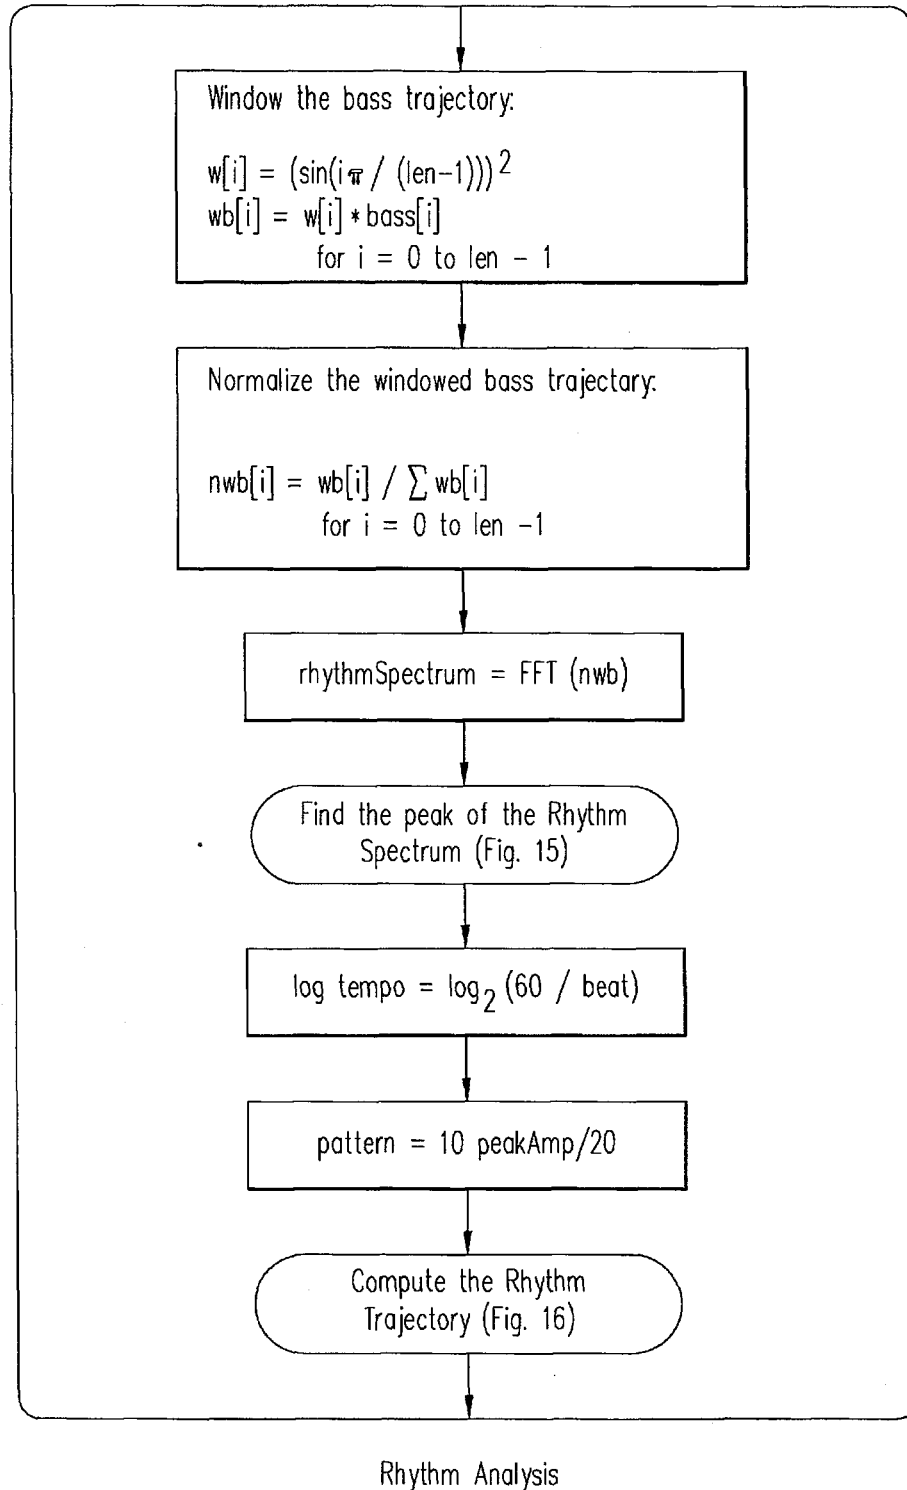 Window the bass trajectory:
w[i] = (sin(iπ / (len-1)))²
wb[i] = w[i] * bass[i]
for i = 0 to len - 1
Normalize the windowed bass trajectary:
nwb[i] = wb[i] / ∑ wb[i]
for i = 0 to len -1
rhythmSpectrum = FFT (nwb)
Find the peak of the Rhythm
Spectrum (Fig. 15)
log tempo = log₂ (60 / beat)
pattern = 10 peakAmp/20
Compute the Rhythm
Trajectory (Fig. 16)
Rhythm Analysis